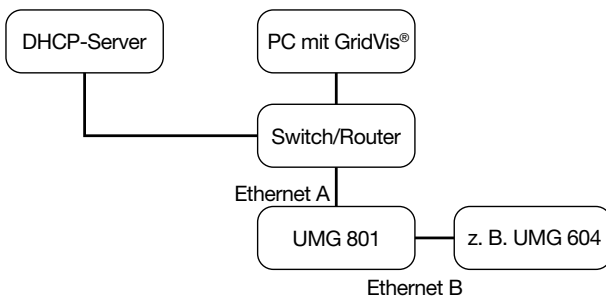 DHCP-Server
PC mit GridVis®
Switch/Router
Ethernet A
UMG 801
z. B. UMG 604
Ethernet B